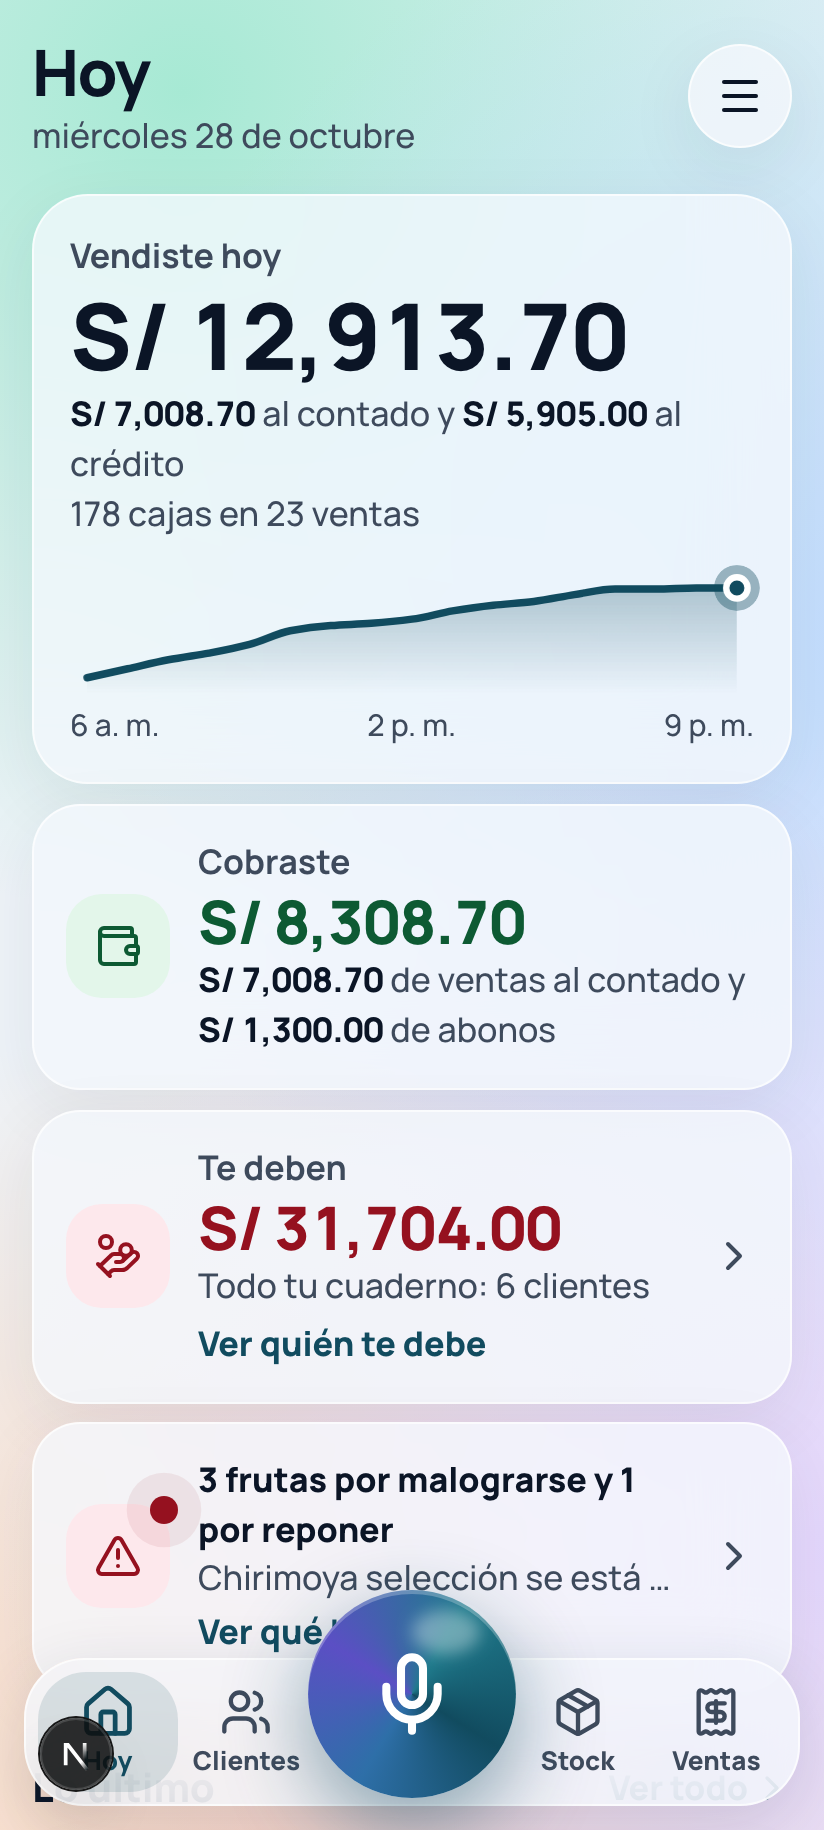 Hoy
miércoles 28 de octubre
Vendiste hoy
S/ 12,913.70
S/ 7,008.70 al contado y S/ 5,905.00 al
crédito
178 cajas en 23 ventas
6 a. m. 2 p. m. 9 p. m.
Cobraste
S/ 8,308.70
S/ 7,008.70 de ventas al contado y
S/ 1,300.00 de abonos
Te deben
S/ 31,704.00
Todo tu cuaderno: 6 clientes
Ver quién te debe
3 frutas por malograrse y 1
por reponer
Chirimoya selección se está ...
Ver qué
Hoy Clientes Stock Ventas
N
Lo último Ver todo